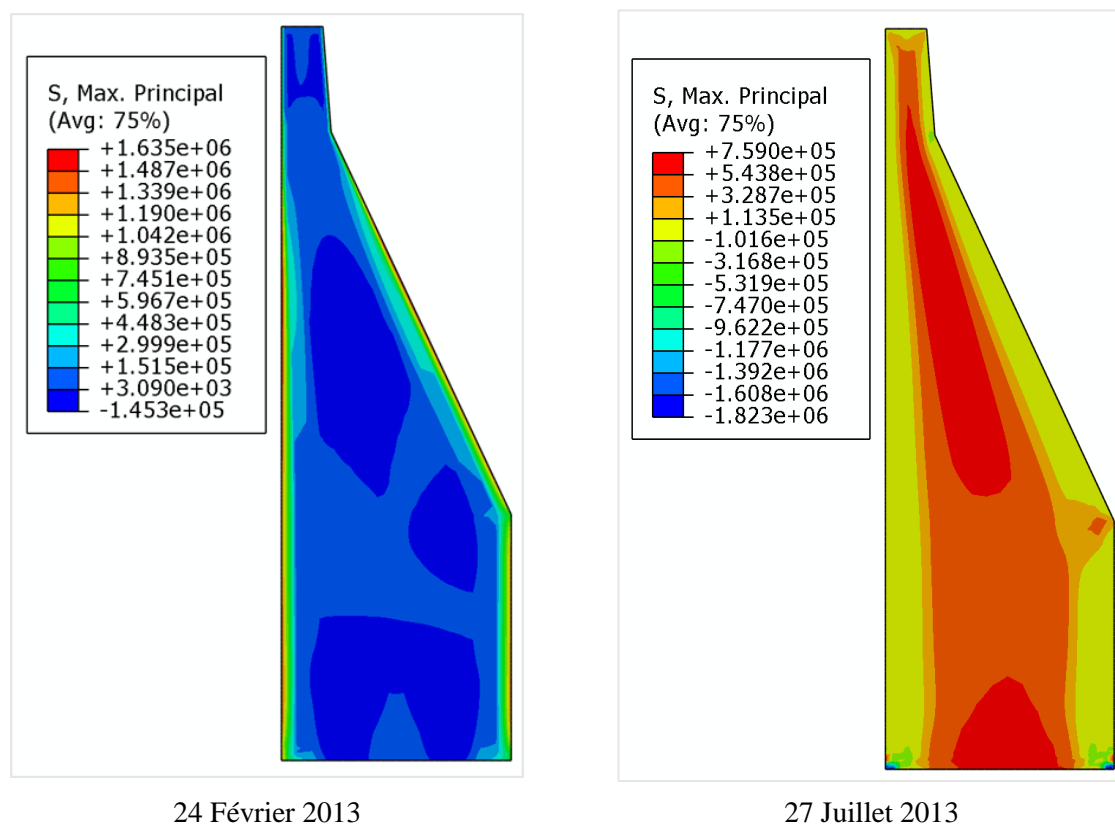 S, Max. Principal
(Avg: 75%)
+1.635e+06
+1.487e+06
+1.339e+06
+1.190e+06
+1.042e+06
+8.935e+05
+7.451e+05
+5.967e+05
+4.483e+05
+2.999e+05
+1.515e+05
+3.090e+03
-1.453e+05
24 Février 2013
S, Max. Principal
(Avg: 75%)
+7.590e+05
+5.438e+05
+3.287e+05
+1.135e+05
-1.016e+05
-3.168e+05
-5.319e+05
-7.470e+05
-9.622e+05
-1.177e+06
-1.392e+06
-1.608e+06
-1.823e+06
27 Juillet 2013